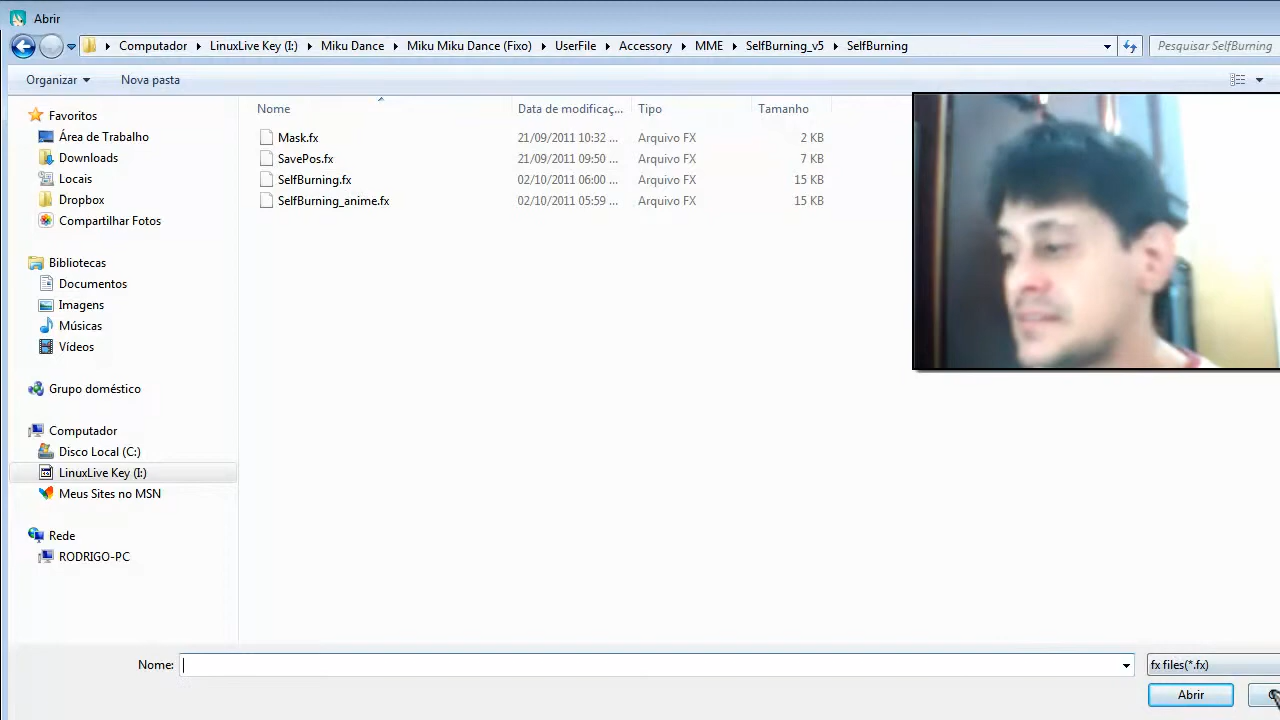 Abrir
Computador LinuxLive Key (I:) Miku Dance Miku Miku Dance (Fixo) UserFile Accessory MME SelfBurning_v5 SelfBurning Pesquisar SelfBurning
Organizar Nova pasta
Favoritos
Área de Trabalho
Downloads
Locais
Dropbox
Compartilhar Fotos
Bibliotecas
Documentos
Imagens
Músicas
Vídeos
Grupo doméstico
Computador
Disco Local (C:)
LinuxLive Key (I:)
Meus Sites no MSN
Rede
RODRIGO-PC
Nome Data de modificaç... Tipo Tamanho
Mask.fx 21/09/2011 10:32 ... Arquivo FX 2 KB
SavePos.fx 21/09/2011 09:50 ... Arquivo FX 7 KB
SelfBurning.fx 02/10/2011 06:00 ... Arquivo FX 15 KB
SelfBurning_anime.fx 02/10/2011 05:59 ... Arquivo FX 15 KB
Nome: fx files(*.fx)
Abrir